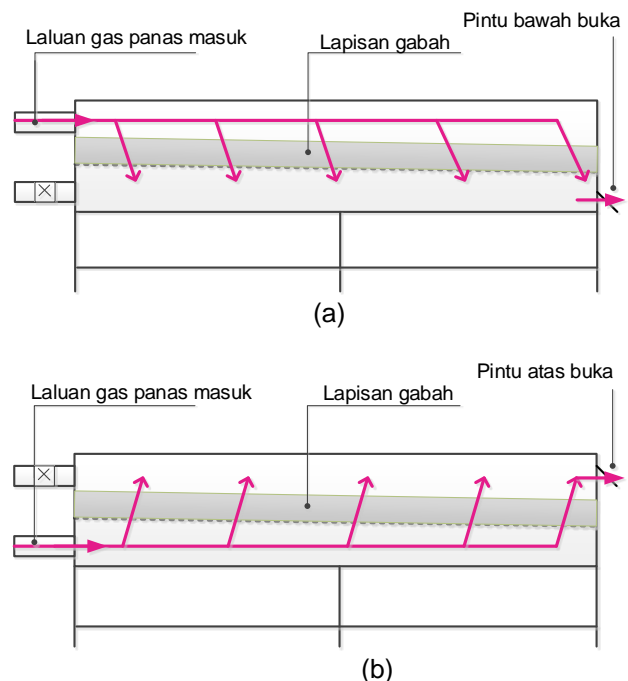 Pintu bawah buka
Laluan gas panas masuk
Lapisan gabah
(a)
Pintu atas buka
Laluan gas panas masuk
Lapisan gabah
(b)